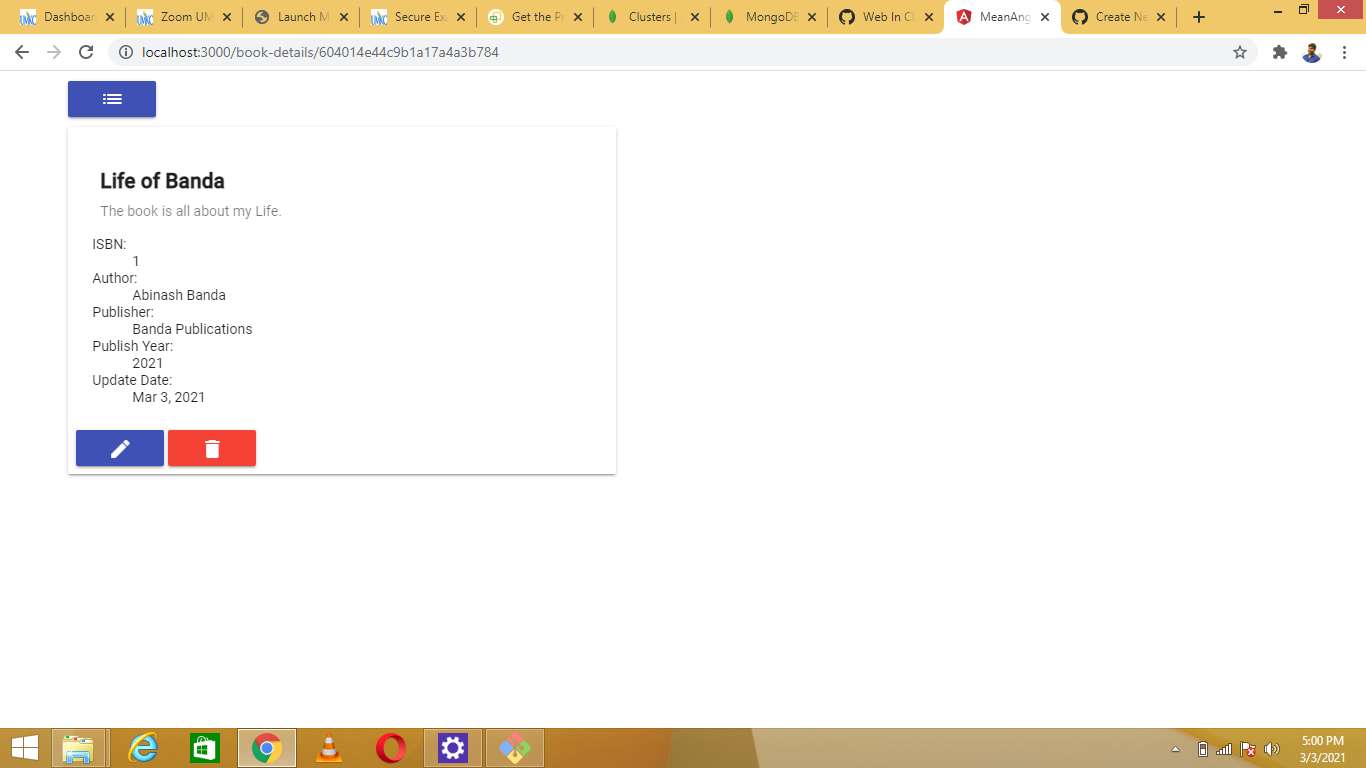 Dashboar
Zoom UM
Launch M
Secure Ex
Get the Pr
Clusters |
MongoDB
Web In Cl
MeanAng
Create Ne
localhost:3000/book-details/604014e44c9b1a17a4a3b784
Life of Banda
The book is all about my Life.
ISBN:
1
Author:
Abinash Banda
Publisher:
Banda Publications
Publish Year:
2021
Update Date:
Mar 3, 2021
5:00 PM
3/3/2021